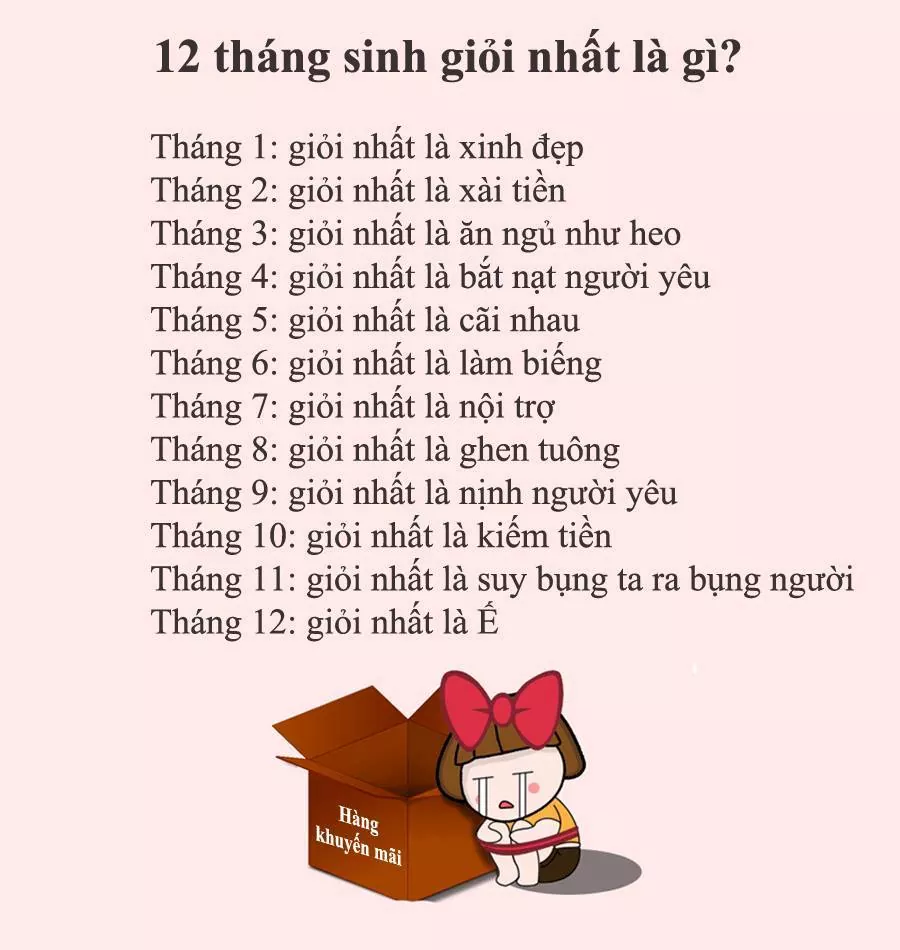 12 tháng sinh giỏi nhất là gì?
Tháng 1: giỏi nhất là xinh đẹp
Tháng 2: giỏi nhất là xài tiền
Tháng 3: giỏi nhất là ăn ngủ như heo
Tháng 4: giỏi nhất là bắt nạt người yêu
Tháng 5: giỏi nhất là cãi nhau
Tháng 6: giỏi nhất là làm biếng
Tháng 7: giỏi nhất là nội trợ
Tháng 8: giỏi nhất là ghen tuông
Tháng 9: giỏi nhất là nịnh người yêu
Tháng 10: giỏi nhất là kiếm tiền
Tháng 11: giỏi nhất là suy bụng ta ra bụng người
Tháng 12: giỏi nhất là Ế
Hàng
khuyến mãi